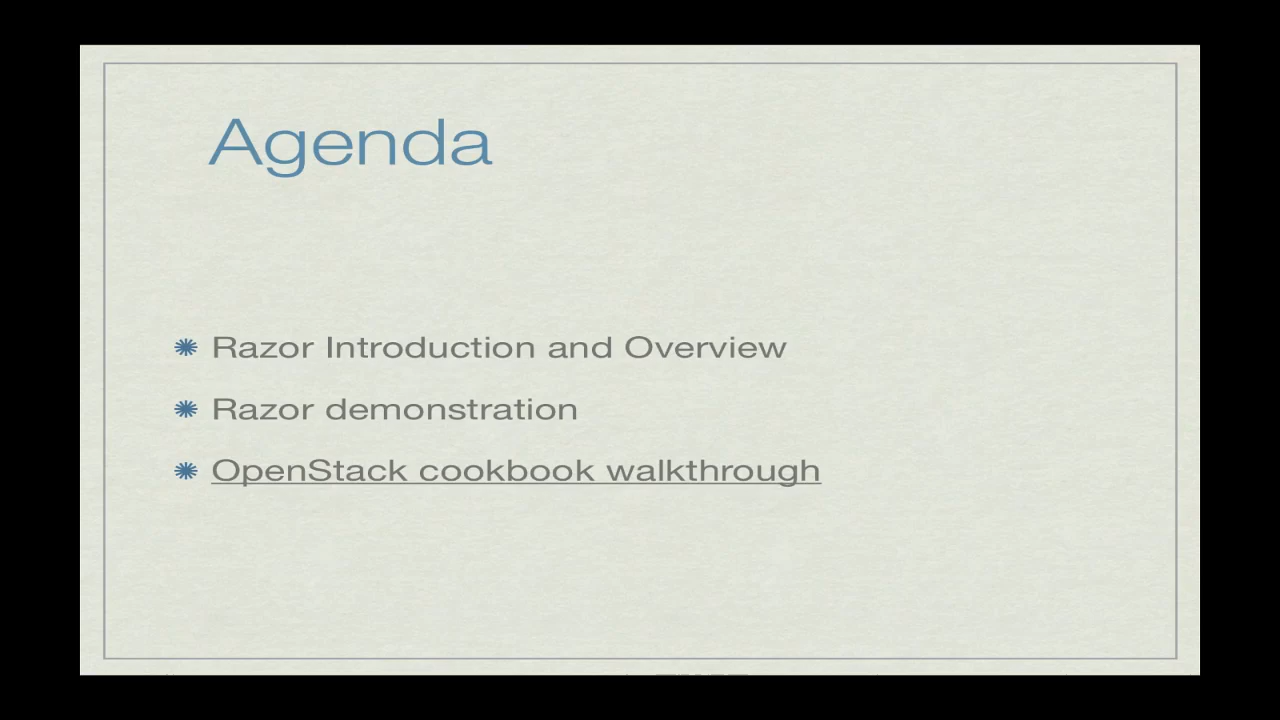 Agenda
Razor Introduction and Overview
Razor demonstration
OpenStack cookbook walkthrough